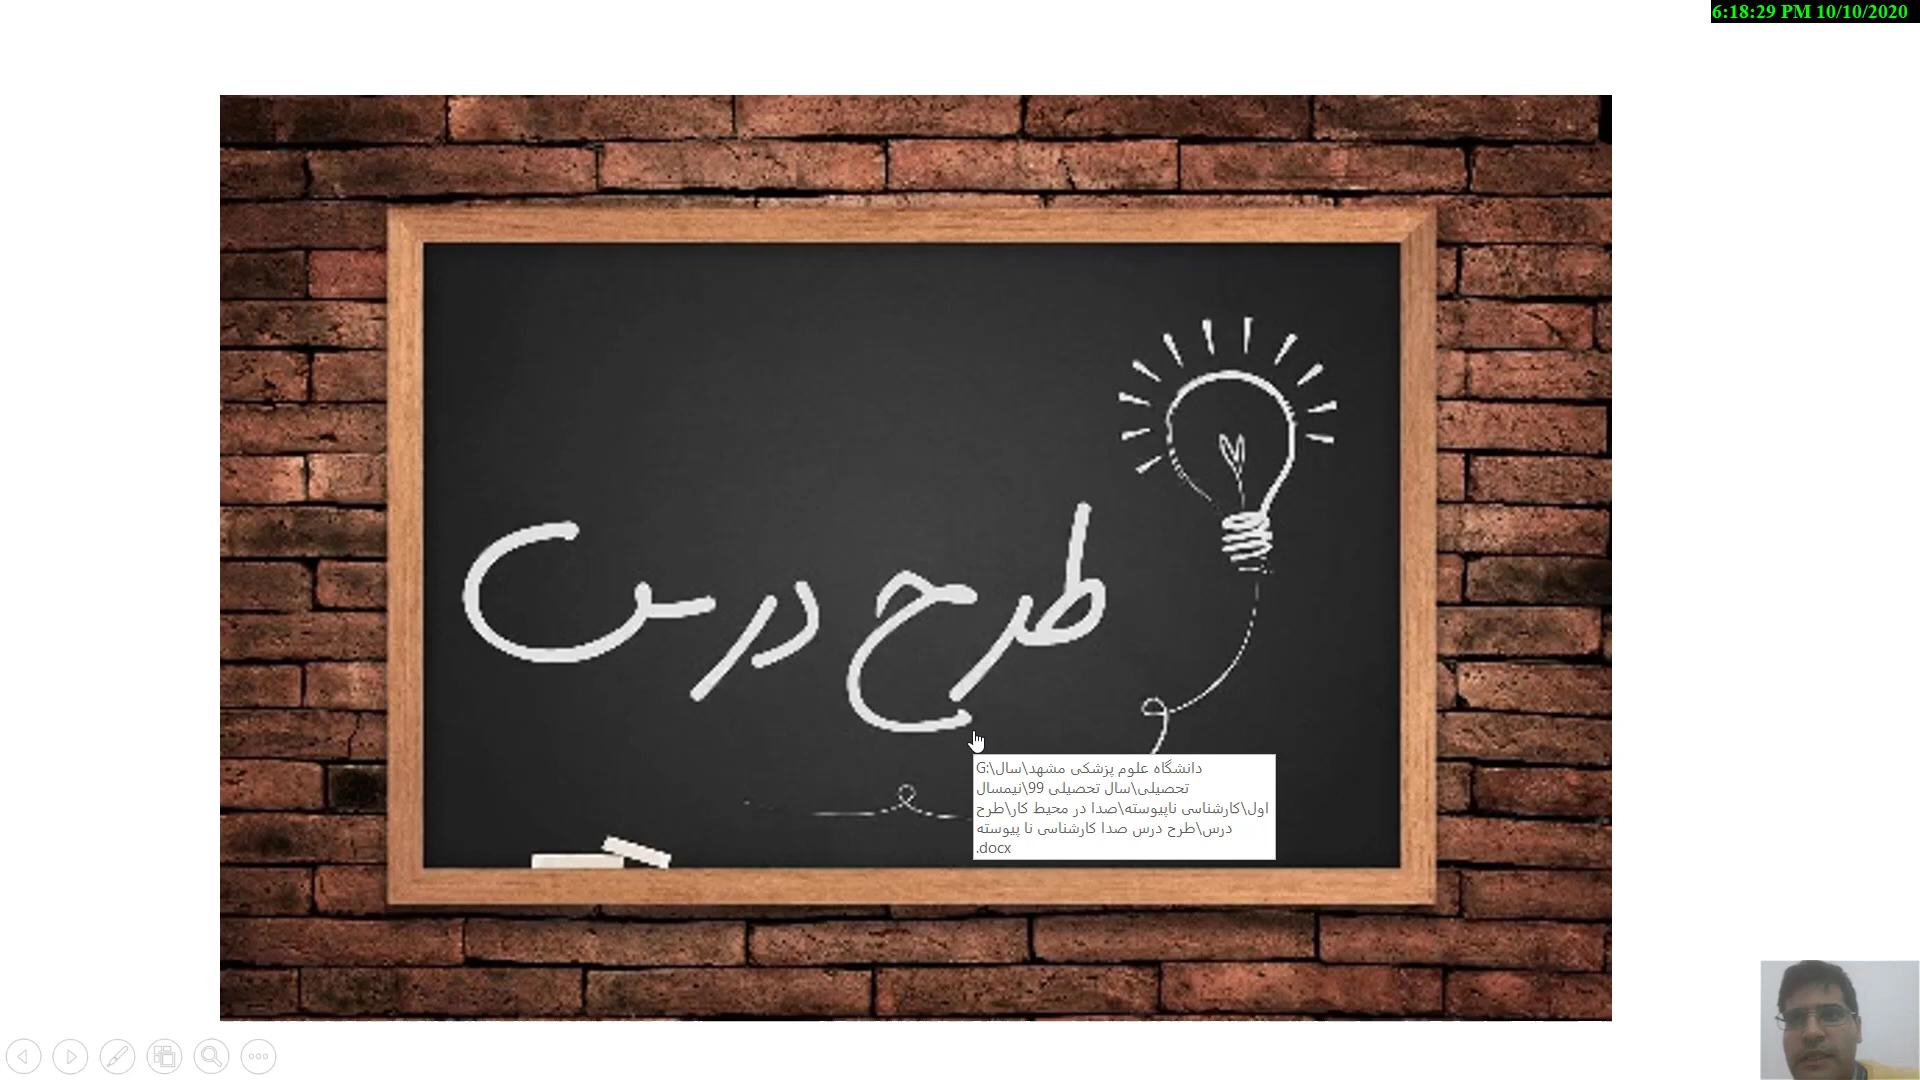 6:18:29 PM 10/10/2020
طرح درس
G:\دانشگاه علوم پزشکی مشهد\سال
تحصیلی\سال تحصیلی 99\نیمسال
اول\کارشناسی ناپیوسته\صدا در محیط کار\طرح
درس\طرح درس صدا کارشناسی نا پیوسته
.docx